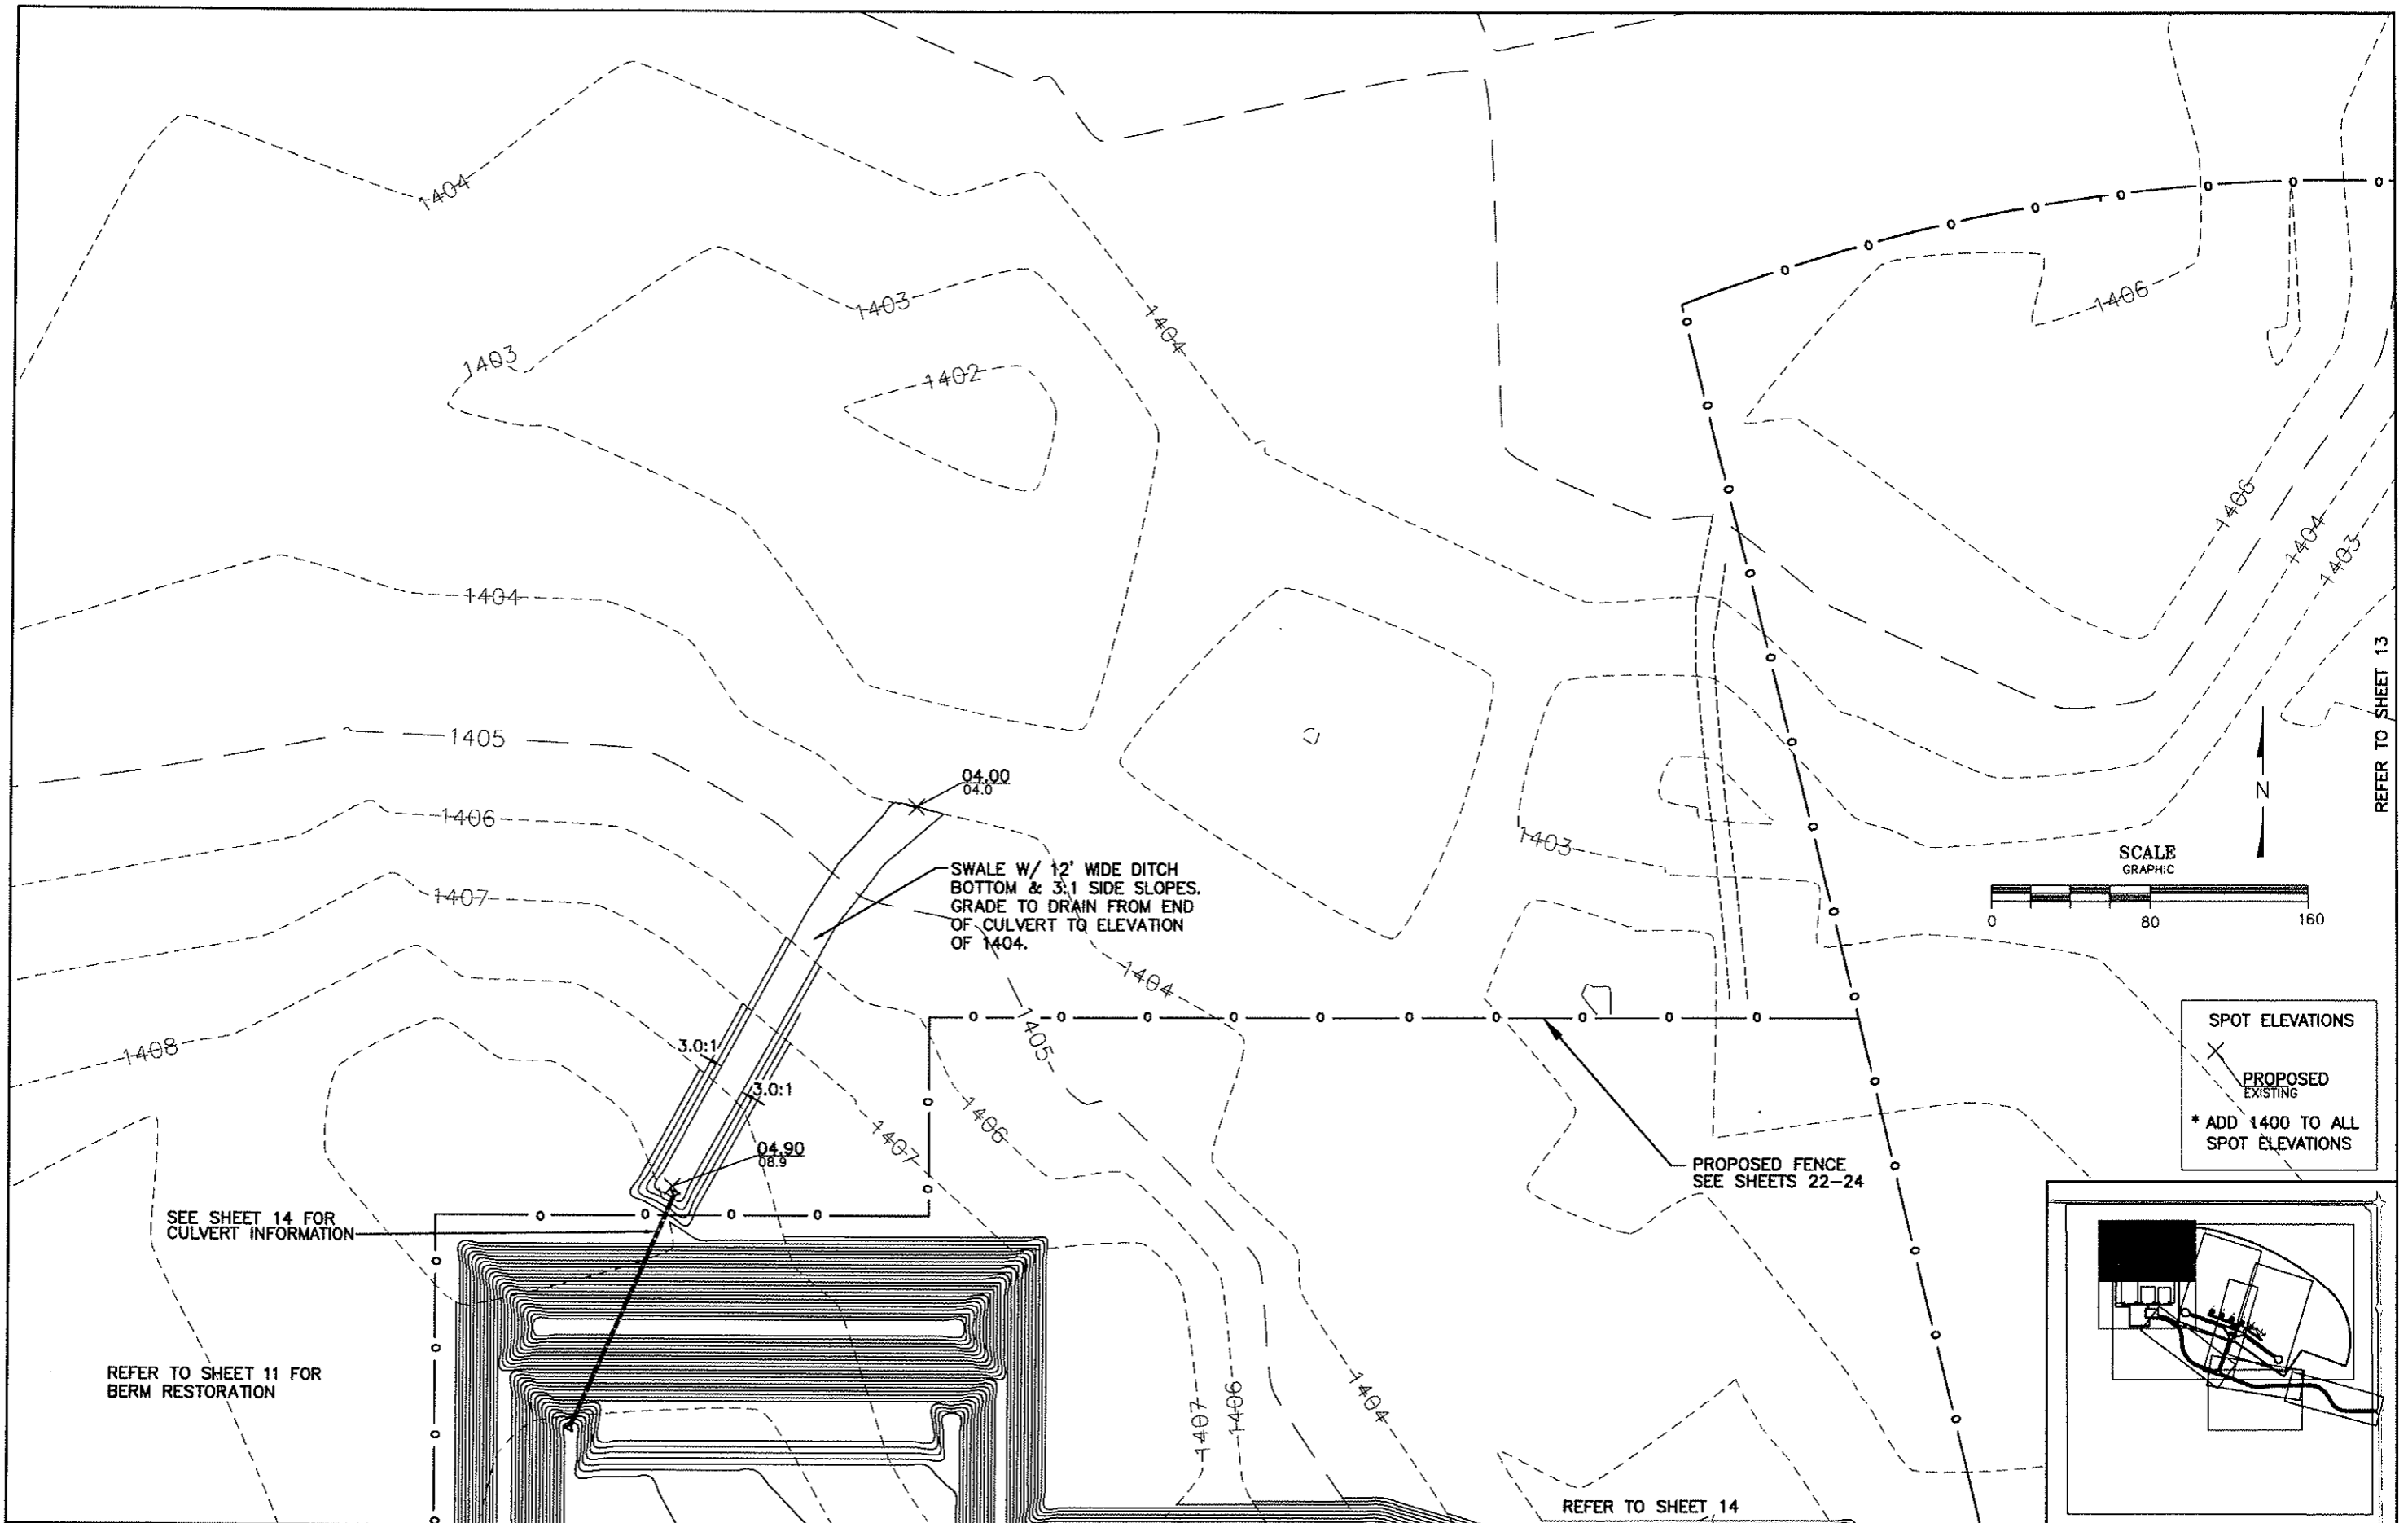 1404
1403
1403
1402
1404
1406
1406
1404
1403
REFER TO SHEET 13
1404
1405
04.00
04.0
1406
N
1403
SCALE
GRAPHIC
0 80 160
SWALE W/ 12' WIDE DITCH
BOTTOM & 3:1 SIDE SLOPES.
GRADE TO DRAIN FROM END
OF CULVERT TO ELEVATION
OF 1404.
1407
1404
1405
1408
3.0:1
3.0:1
SPOT ELEVATIONS
PROPOSED
EXISTING
* ADD 1400 TO ALL
SPOT ELEVATIONS
1406
1407
04.90
08.9
PROPOSED FENCE
SEE SHEETS 22-24
SEE SHEET 14 FOR
CULVERT INFORMATION
REFER TO SHEET 11 FOR
BERM RESTORATION
1407
1406
1404
REFER TO SHEET 14